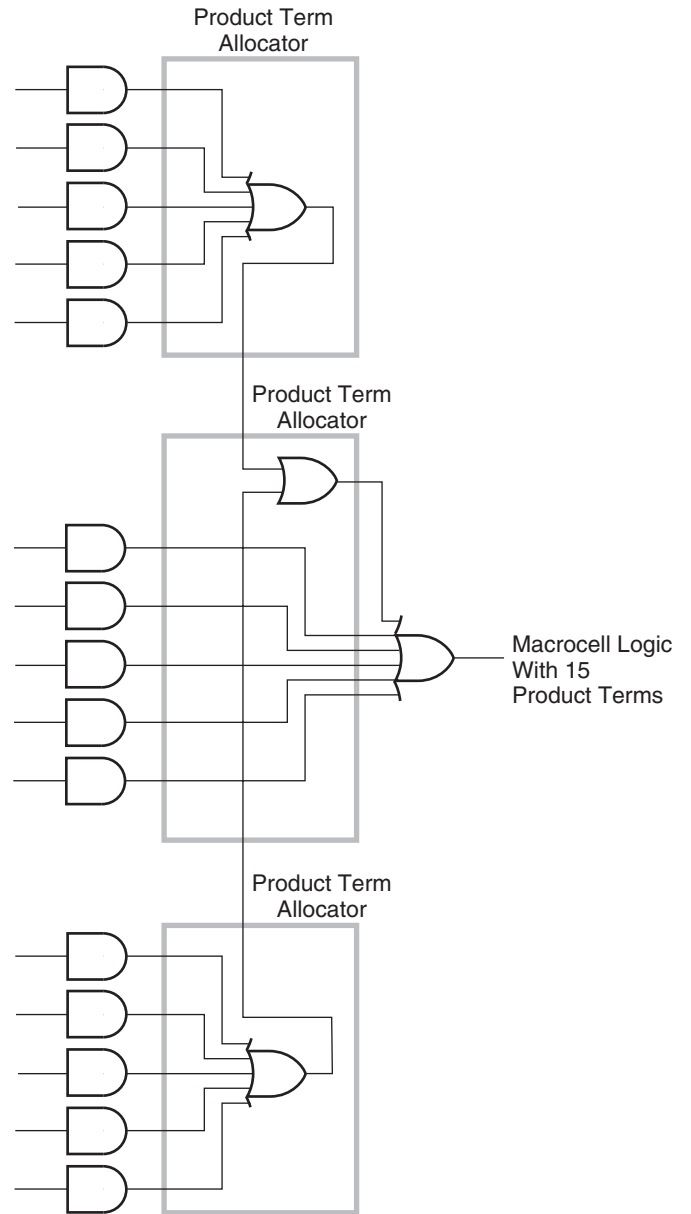 Product Term
Allocator
Product Term
Allocator
Macrocell Logic
With 15
Product Terms
Product Term
Allocator